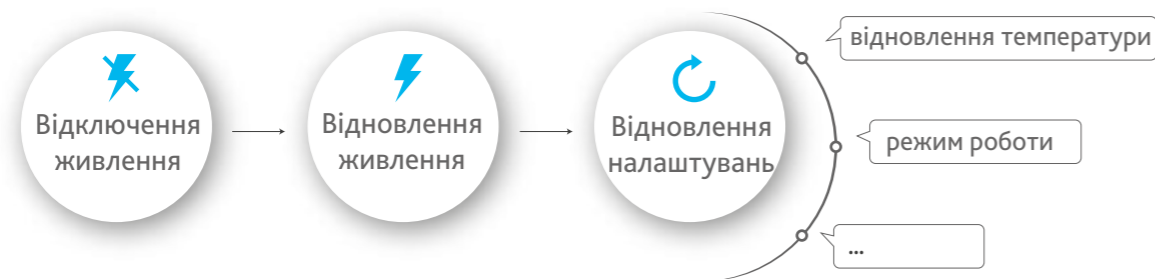 Відключення
живлення
Відновлення
живлення
Відновлення
налаштувань
відновлення температури
режим роботи
...